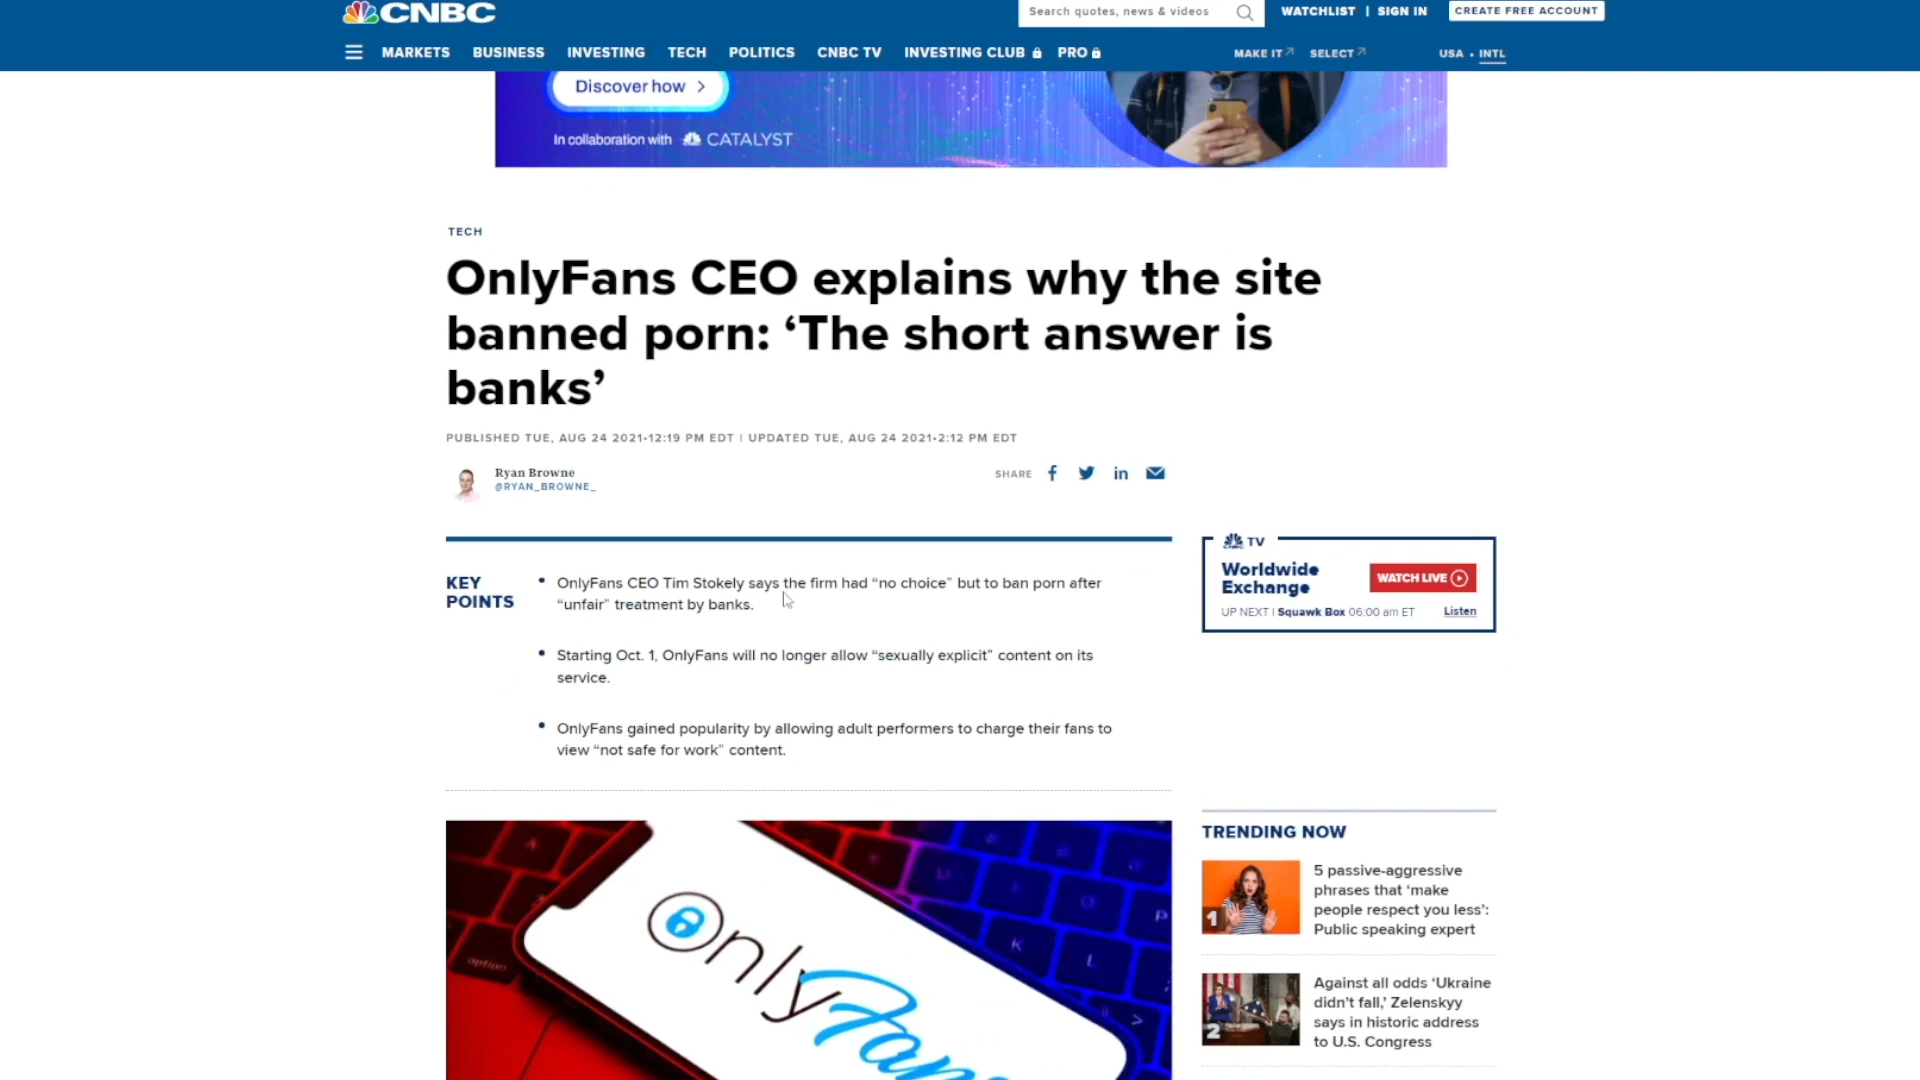 CNBC
Search quotes, news & videos
WATCHLIST | SIGN IN
CREATE FREE ACCOUNT
MARKETS BUSINESS INVESTING TECH POLITICS CNBC TV INVESTING CLUB PRO
MAKE IT SELECT
USA • INTL
Discover how >
In collaboration with CATALYST
TECH
OnlyFans CEO explains why the site
banned porn: ‘The short answer is
banks’
PUBLISHED TUE, AUG 24 2021•12:19 PM EDT | UPDATED TUE, AUG 24 2021•2:12 PM EDT
Ryan Browne
@RYAN_BROWNE_
SHARE
KEY
POINTS
• OnlyFans CEO Tim Stokely says the firm had “no choice” but to ban porn after
“unfair” treatment by banks.
• Starting Oct. 1, OnlyFans will no longer allow “sexually explicit” content on its
service.
• OnlyFans gained popularity by allowing adult performers to charge their fans to
view “not safe for work” content.
CNBC TV
Worldwide
Exchange
WATCH LIVE
UP NEXT | Squawk Box 06:00 am ET
Listen
option
OnlyFans
TRENDING NOW
1
5 passive-aggressive
phrases that ‘make
people respect you less’:
Public speaking expert
2
Against all odds ‘Ukraine
didn’t fall,’ Zelenskyy
says in historic address
to U.S. Congress